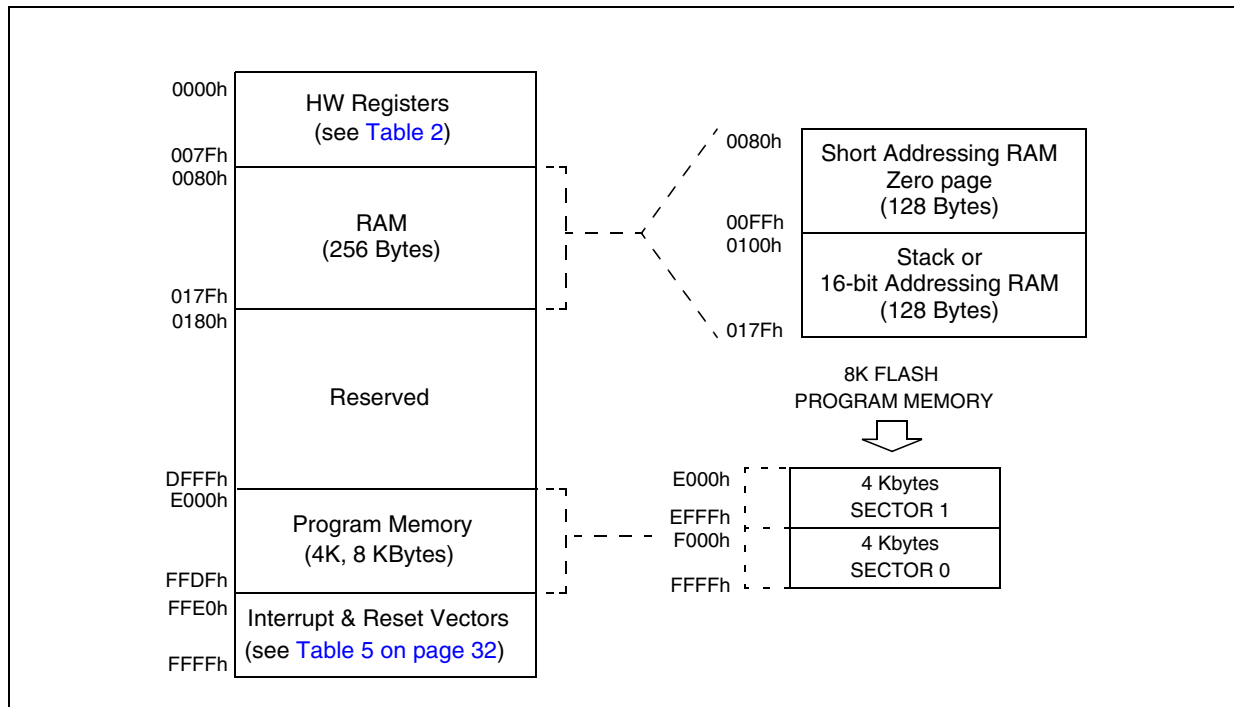 0000h
HW Registers
(see Table 2)
007Fh
0080h
RAM
(256 Bytes)
017Fh
0180h
Reserved
DFFFh
E000h
Program Memory
(4K, 8 KBytes)
FFDFh
FFE0h
Interrupt & Reset Vectors
(see Table 5 on page 32)
FFFFh
0080h
Short Addressing RAM
Zero page
(128 Bytes)
00FFh
0100h
Stack or
16-bit Addressing RAM
(128 Bytes)
017Fh
8K FLASH
PROGRAM MEMORY
E000h
4 Kbytes
SECTOR 1
EFFFh
F000h
4 Kbytes
SECTOR 0
FFFFh